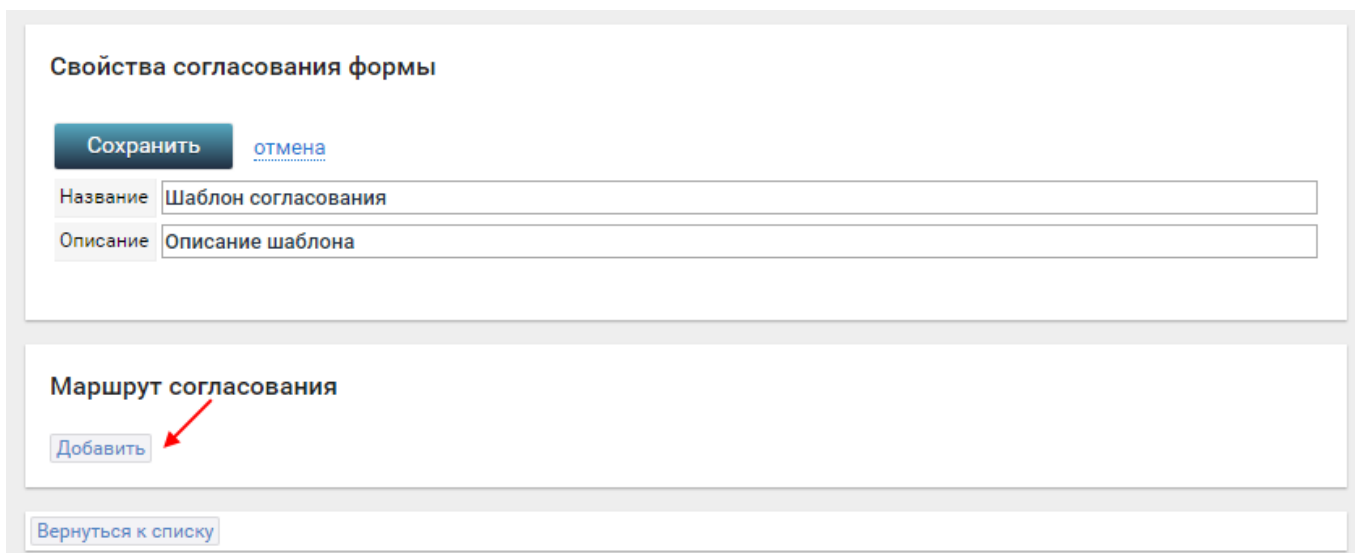 Свойства согласования формы
Сохранить отмена
Название Шаблон согласования
Описание Описание шаблона
Маршрут согласования
Добавить
Вернуться к списку